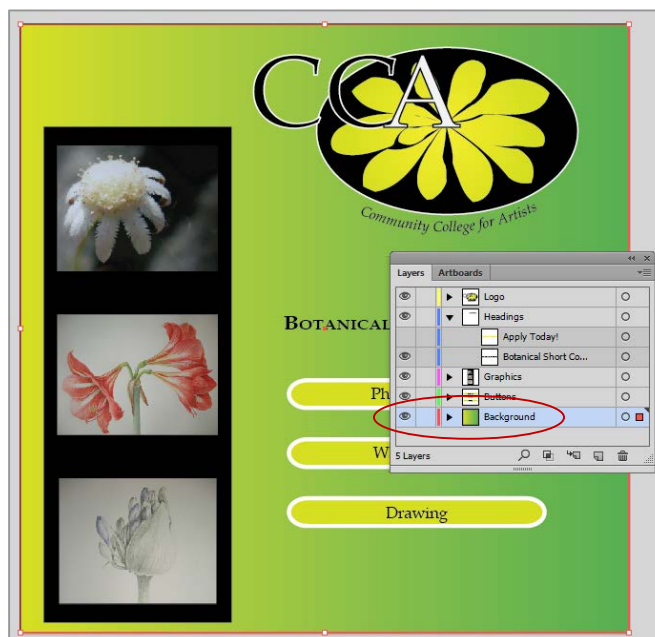 CCA
Community College for Artists
BOTANICAL
Ph
W
Drawing
Layers Artboards
Logo
Headings
Apply Today!
Botanical Short Co...
Graphics
Buttons
Background
5 Layers